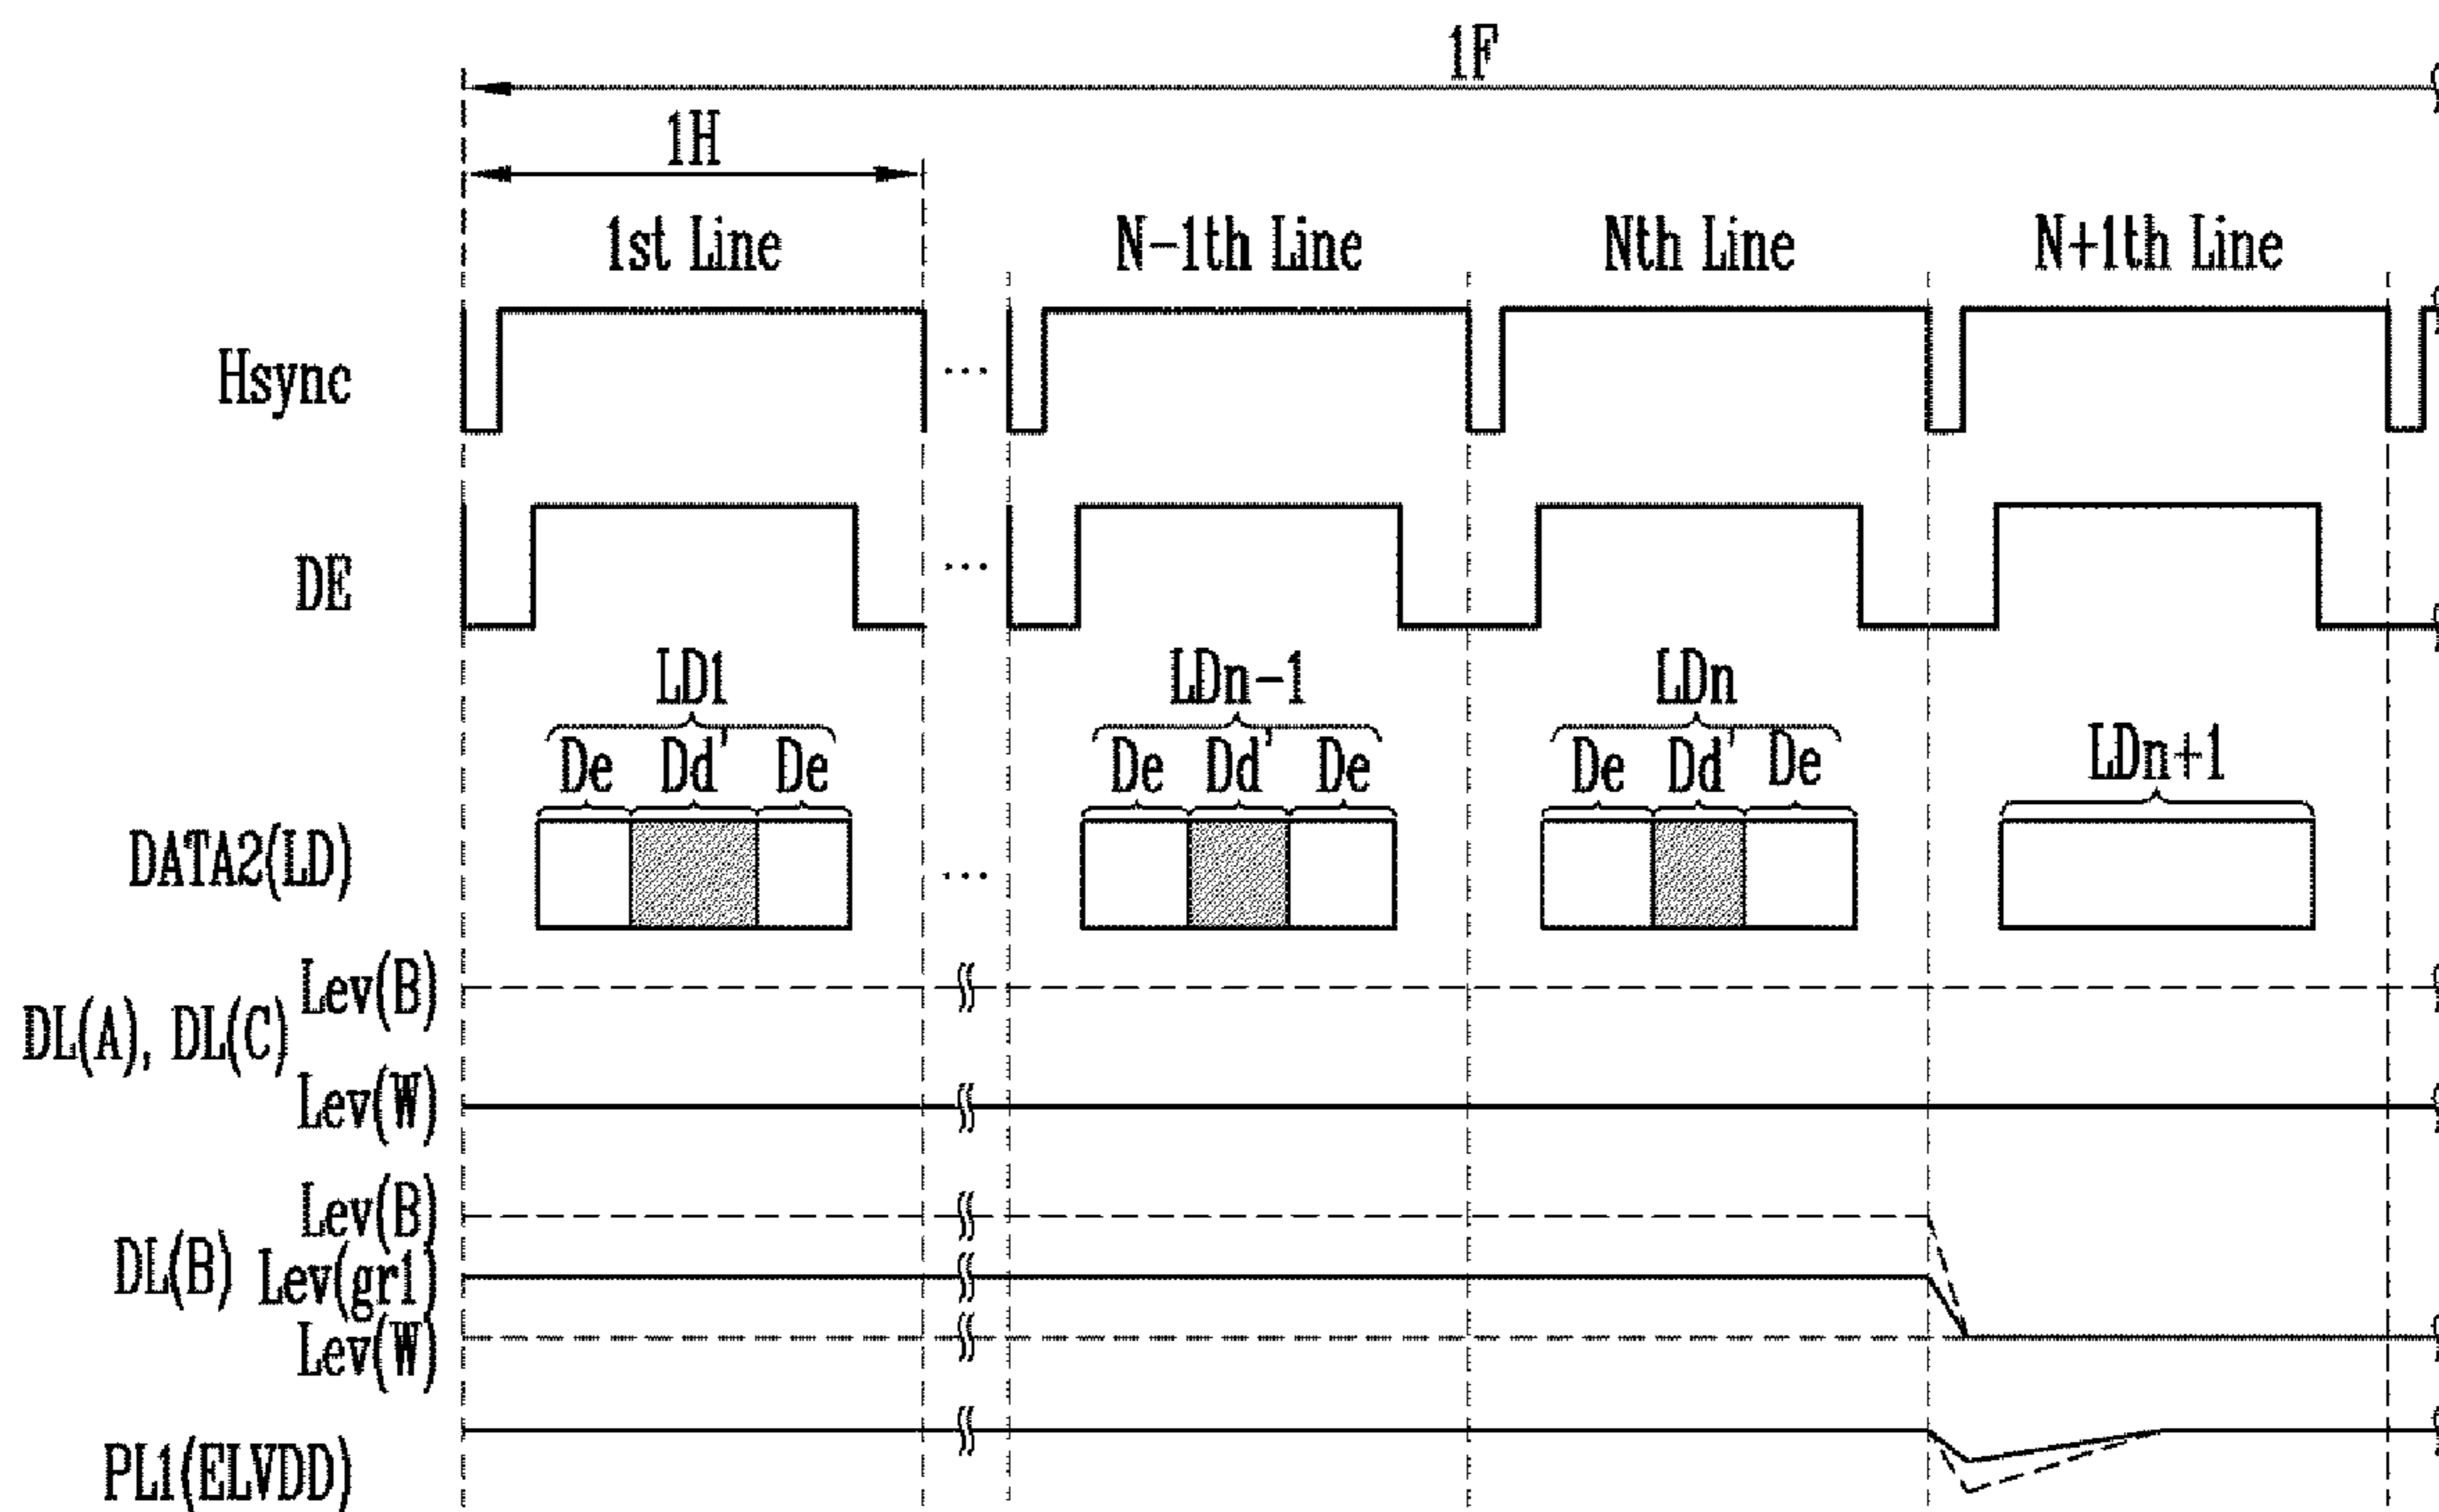 1F
1H
1st Line N-1th Line Nth Line N+1th Line
Hsync
...
DE
...
LD1 LDn-1 LDn
De Dd' De De Dd' De De Dd' De LDn+1
DATA2(LD)
...
Lev(B)
DL(A), DL(C)
Lev(W)
Lev(B)
DL(B) Lev(gr1)
Lev(W)
PL1(ELVDD)